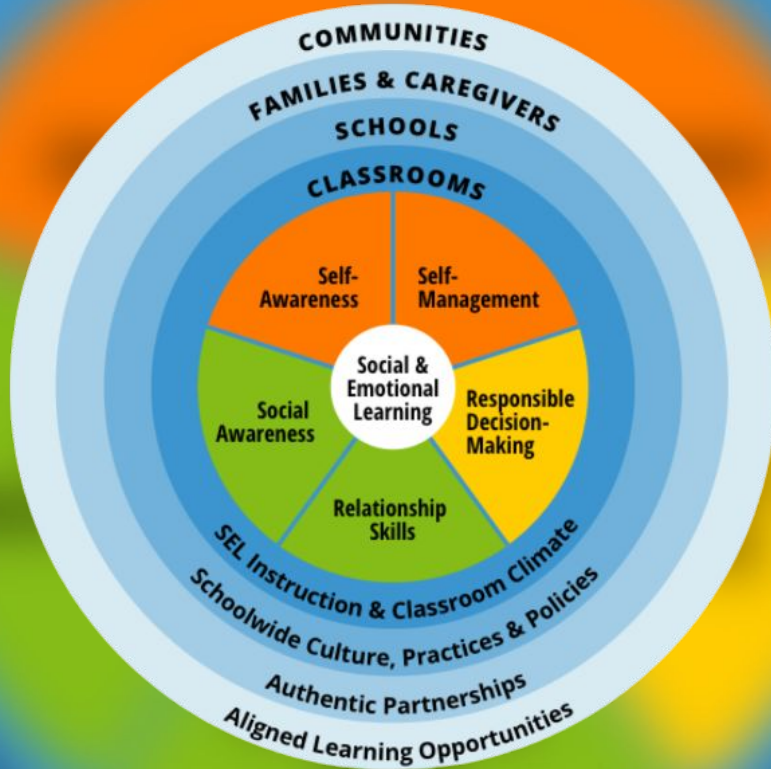 COMMUNITIES
FAMILIES & CAREGIVERS
SCHOOLS
CLASSROOMS
Self-
Awareness
Self-
Management
Social &
Emotional
Learning
Social
Awareness
Responsible
Decision-
Making
Relationship
Skills
SEL Instruction & Classroom Climate
Schoolwide Culture, Practices & Policies
Authentic Partnerships
Aligned Learning Opportunities